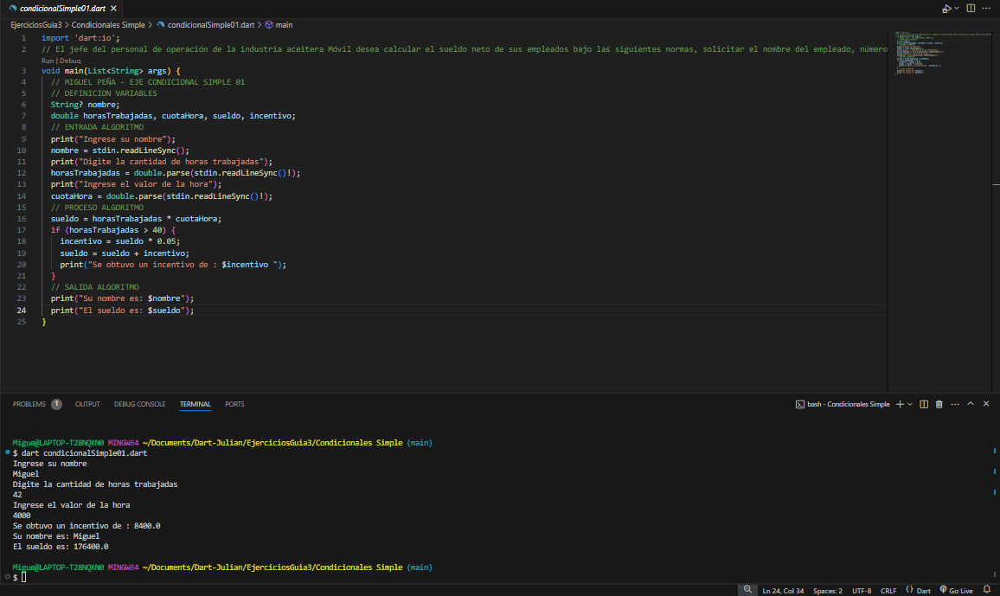 condicionalSimple01.dart
EjerciciosGuia3 > Condicionales Simple > condicionalSimple01.dart > main
1 import 'dart:io';
2 // El jefe del personal de operación de la industria aceitera Móvil desea calcular el sueldo neto de sus empleados bajo las siguientes normas, solicitar el nombre del empleado, número
Run | Debug
3 void main(List<String> args) {
4 // MIGUEL PEÑA - EJE CONDICIONAL SIMPLE 01
5 // DEFINICION VARIABLES
6 String? nombre;
7 double horasTrabajadas, cuotaHora, sueldo, incentivo;
8 // ENTRADA ALGORITMO
9 print("Ingrese su nombre");
10 nombre = stdin.readLineSync();
11 print("Digite la cantidad de horas trabajadas");
12 horasTrabajadas = double.parse(stdin.readLineSync()!);
13 print("Ingrese el valor de la hora");
14 cuotaHora = double.parse(stdin.readLineSync()!);
15 // PROCESO ALGORITMO
16 sueldo = horasTrabajadas * cuotaHora;
17 if (horasTrabajadas > 40) {
18 incentivo = sueldo * 0.05;
19 sueldo = sueldo + incentivo;
20 print("Se obtuvo un incentivo de : $incentivo ");
21 }
22 // SALIDA ALGORITMO
23 print("Su nombre es: $nombre");
24 print("El sueldo es: $sueldo");
25 }
PROBLEMS 1 OUTPUT DEBUG CONSOLE TERMINAL PORTS
bash - Condicionales Simple
Migue@LAPTOP-T28NQKN0 MINGW64 ~/Documents/Dart-Julian/EjerciciosGuia3/Condicionales Simple (main)
$ dart condicionalSimple01.dart
Ingrese su nombre
Miguel
Digite la cantidad de horas trabajadas
42
Ingrese el valor de la hora
4000
Se obtuvo un incentivo de : 8400.0
Su nombre es: Miguel
El sueldo es: 176400.0
Migue@LAPTOP-T28NQKN0 MINGW64 ~/Documents/Dart-Julian/EjerciciosGuia3/Condicionales Simple (main)
$
Ln 24, Col 34 Spaces: 2 UTF-8 CRLF {} Dart Go Live